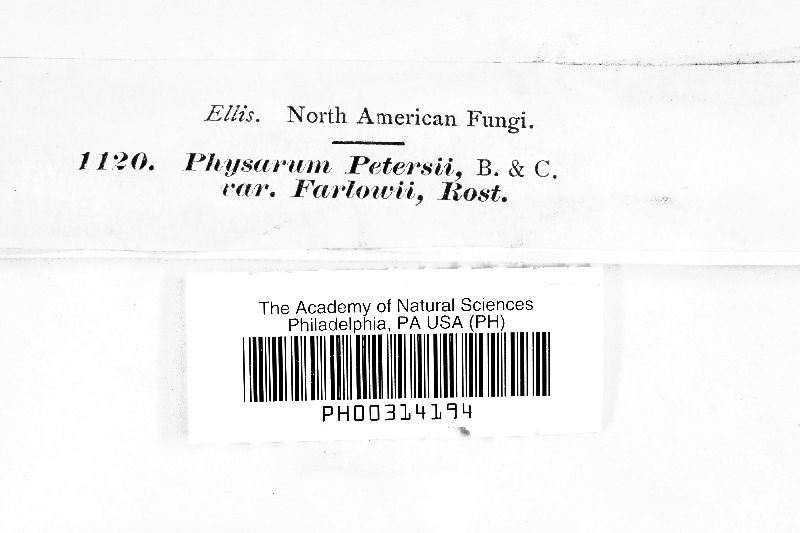 Ellis. North American Fungi.
1120. Physarum Petersii, B. & C.
var. Farlowii, Rost.
The Academy of Natural Sciences
Philadelphia, PA USA (PH)
PH00314194